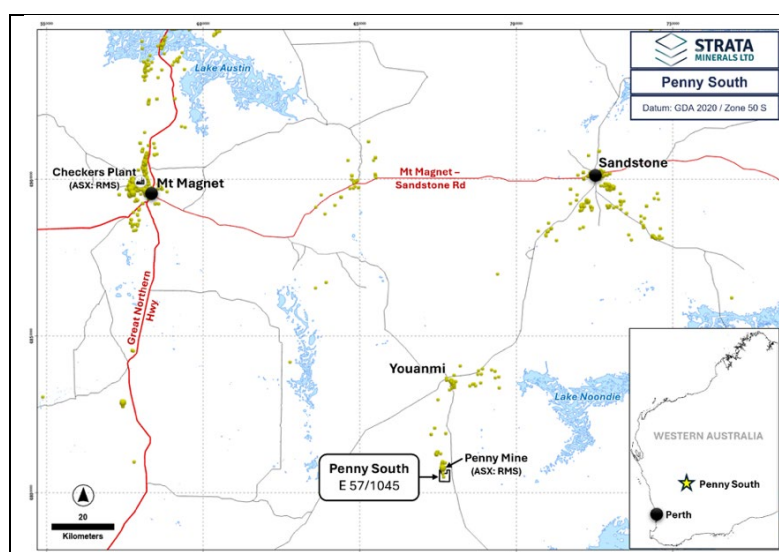 STRATA
MINERALS LTD
Penny South
Datum: GDA 2020 / Zone 50 S
Lake Austin
Checkers Plant
(ASX: RMS)
Mt Magnet
Mt Magnet –
Sandstone Rd
Sandstone
Great Northern
Hwy
Youanmi
Lake Noondie
Penny South
E 57/1045
Penny Mine
(ASX: RMS)
20
Kilometers
WESTERN AUSTRALIA
Penny South
Perth